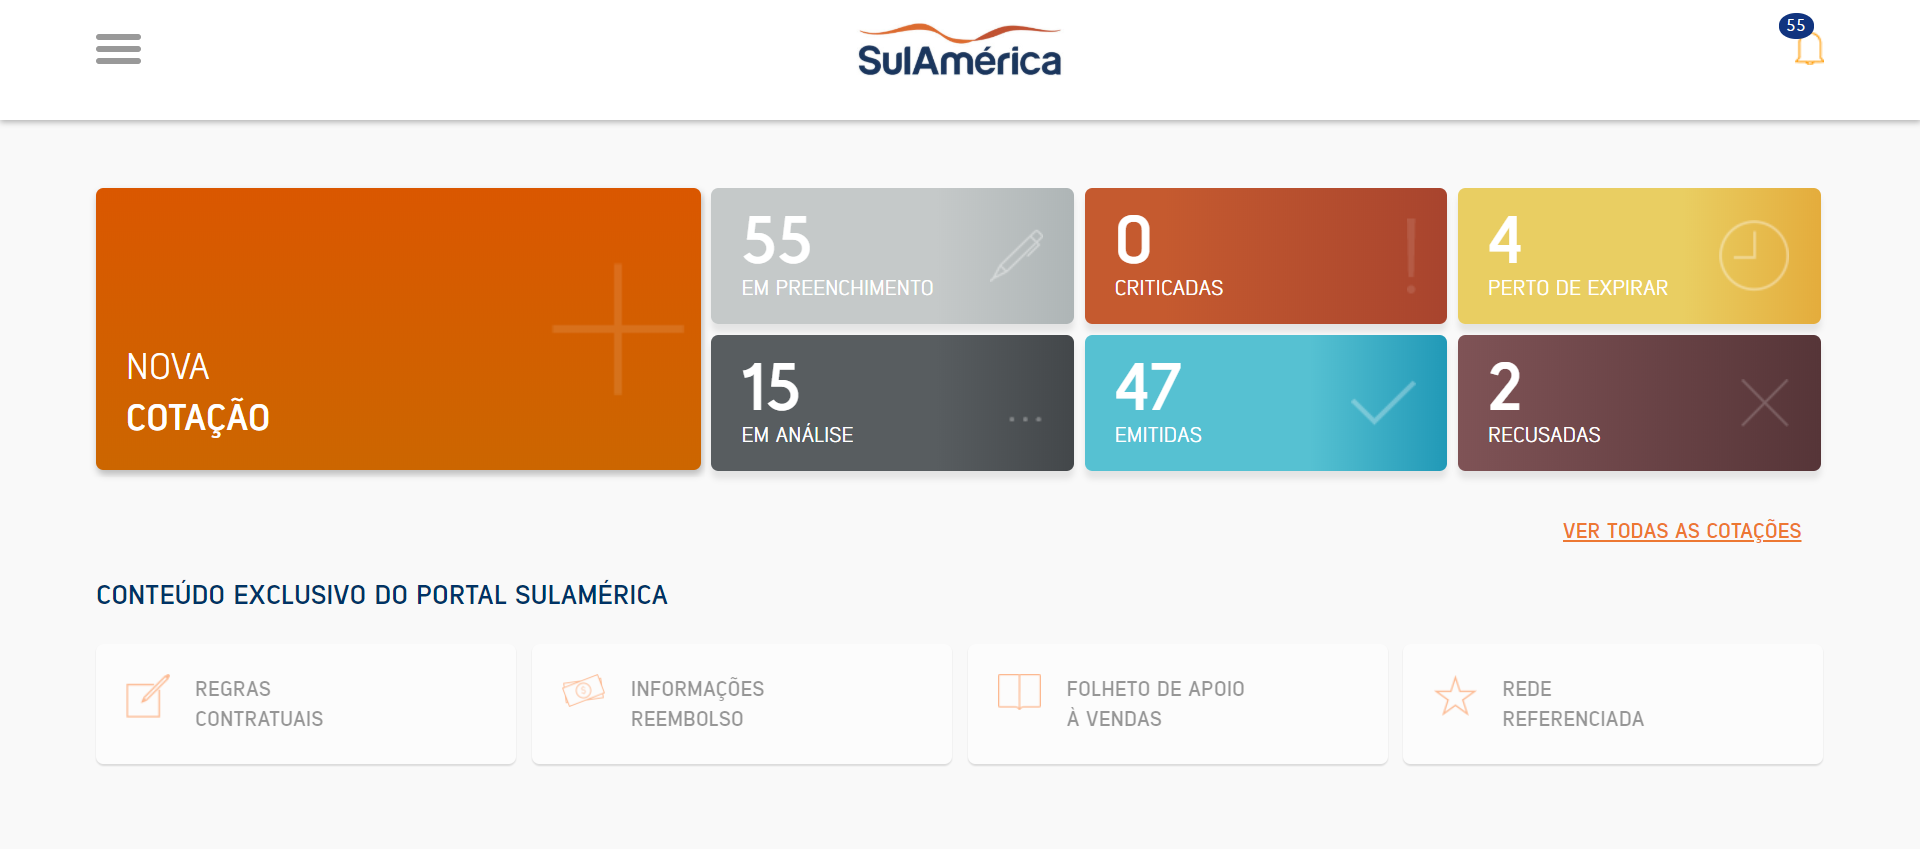 SulAmérica
55
NOVA
COTAÇÃO
55
EM PREENCHIMENTO
0
CRITICADAS
4
PERTO DE EXPIRAR
15
EM ANÁLISE
47
EMITIDAS
2
RECUSADAS
VER TODAS AS COTAÇÕES
CONTEÚDO EXCLUSIVO DO PORTAL SULAMÉRICA
REGRAS
CONTRATUAIS
INFORMAÇÕES
REEMBOLSO
FOLHETO DE APOIO
À VENDAS
REDE
REFERENCIADA